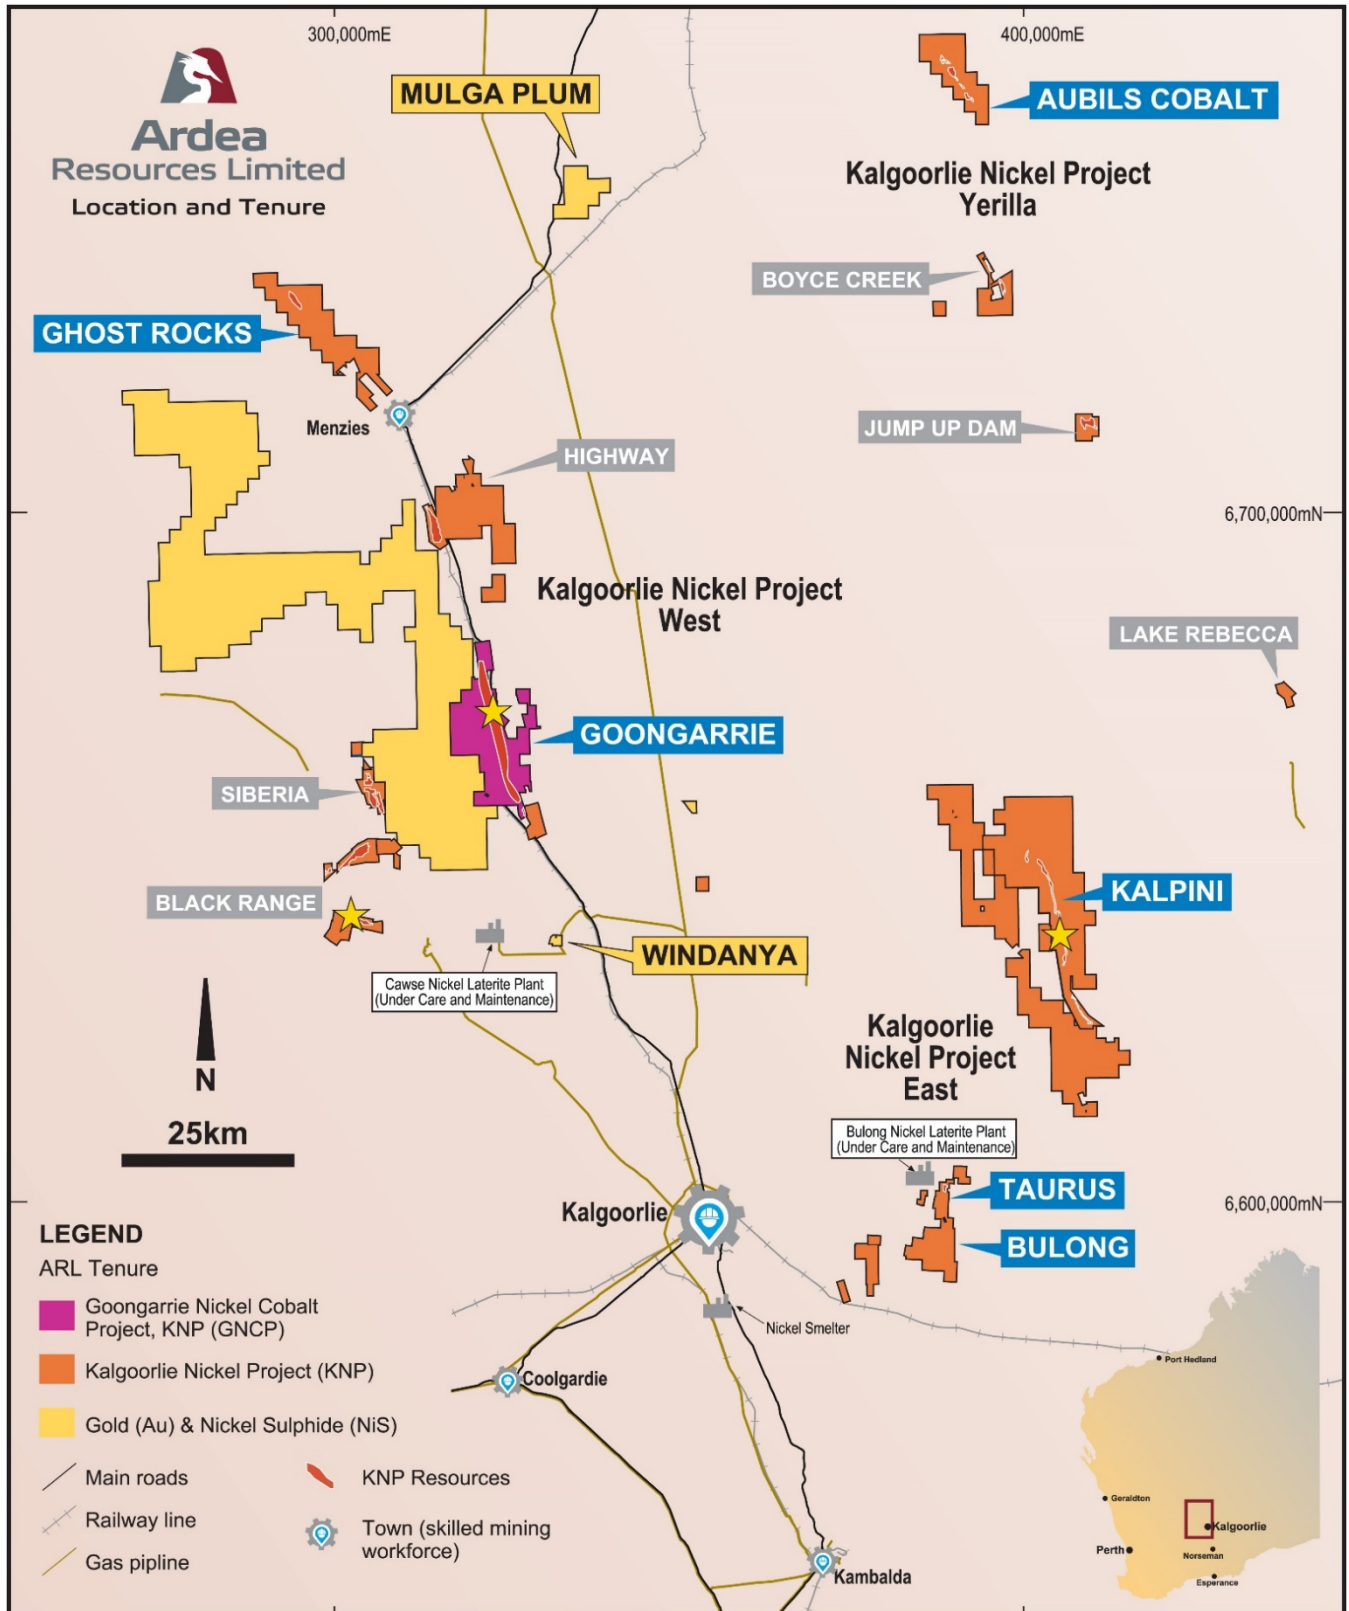 300,000mE
400,000mE
Ardea
Resources Limited
Location and Tenure
MULGA PLUM
AUBILS COBALT
Kalgoorlie Nickel Project
Yerilla
BOYCE CREEK
GHOST ROCKS
Menzies
JUMP UP DAM
HIGHWAY
6,700,000mN
Kalgoorlie Nickel Project
West
LAKE REBECCA
GOONGARRIE
SIBERIA
KALPINI
BLACK RANGE
WINDANYA
Cawse Nickel Laterite Plant
(Under Care and Maintenance)
N
25km
Kalgoorlie
Nickel Project
East
Bulong Nickel Laterite Plant
(Under Care and Maintenance)
TAURUS
6,600,000mN
Kalgoorlie
BULONG
Nickel Smelter
Coolgardie
Kambalda
LEGEND
ARL Tenure
Goongarrie Nickel Cobalt
Project, KNP (GNCP)
Kalgoorlie Nickel Project (KNP)
Gold (Au) & Nickel Sulphide (NiS)
Main roads
Railway line
Gas pipline
KNP Resources
Town (skilled mining
workforce)
Port Hedland
Geraldton
Kalgoorlie
Perth
Norseman
Esperance